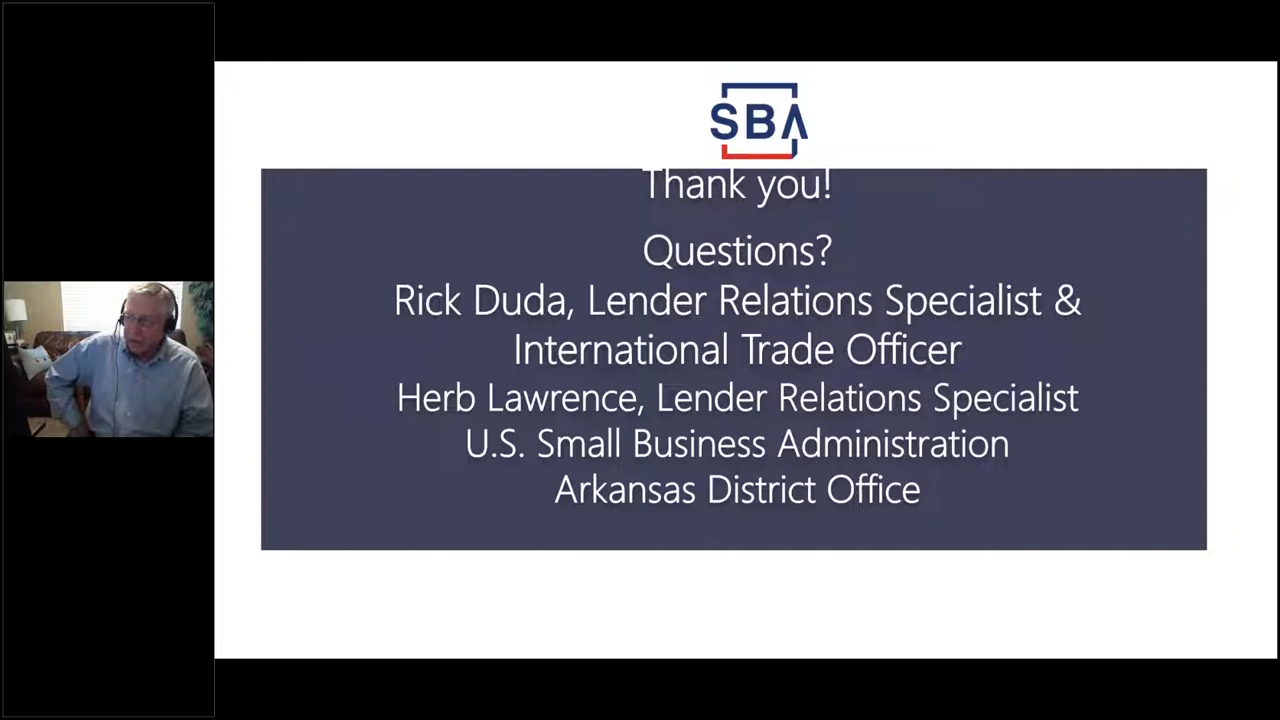 SBA
Thank you!
Questions?
Rick Duda, Lender Relations Specialist &
International Trade Officer
Herb Lawrence, Lender Relations Specialist
U.S. Small Business Administration
Arkansas District Office